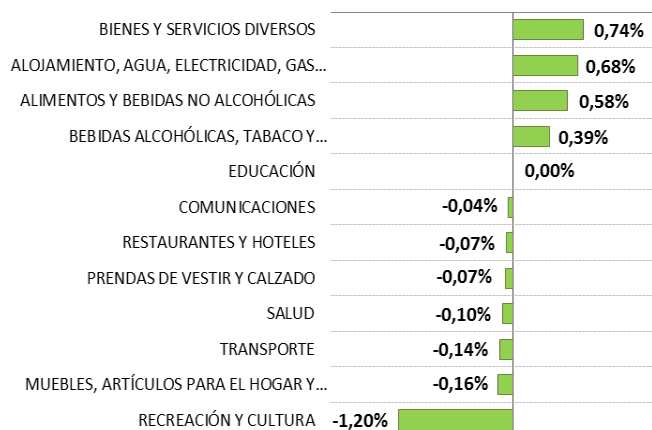 BIENES Y SERVICIOS DIVERSOS 0,74%
ALOJAMIENTO, AGUA, ELECTRICIDAD, GAS... 0,68%
ALIMENTOS Y BEBIDAS NO ALCOHÓLICAS 0,58%
BEBIDAS ALCOHÓLICAS, TABACO Y... 0,39%
EDUCACIÓN 0,00%
COMUNICACIONES -0,04%
RESTAURANTES Y HOTELES -0,07%
PRENDAS DE VESTIR Y CALZADO -0,07%
SALUD -0,10%
TRANSPORTE -0,14%
MUEBLES, ARTÍCULOS PARA EL HOGAR Y... -0,16%
RECREACIÓN Y CULTURA -1,20%